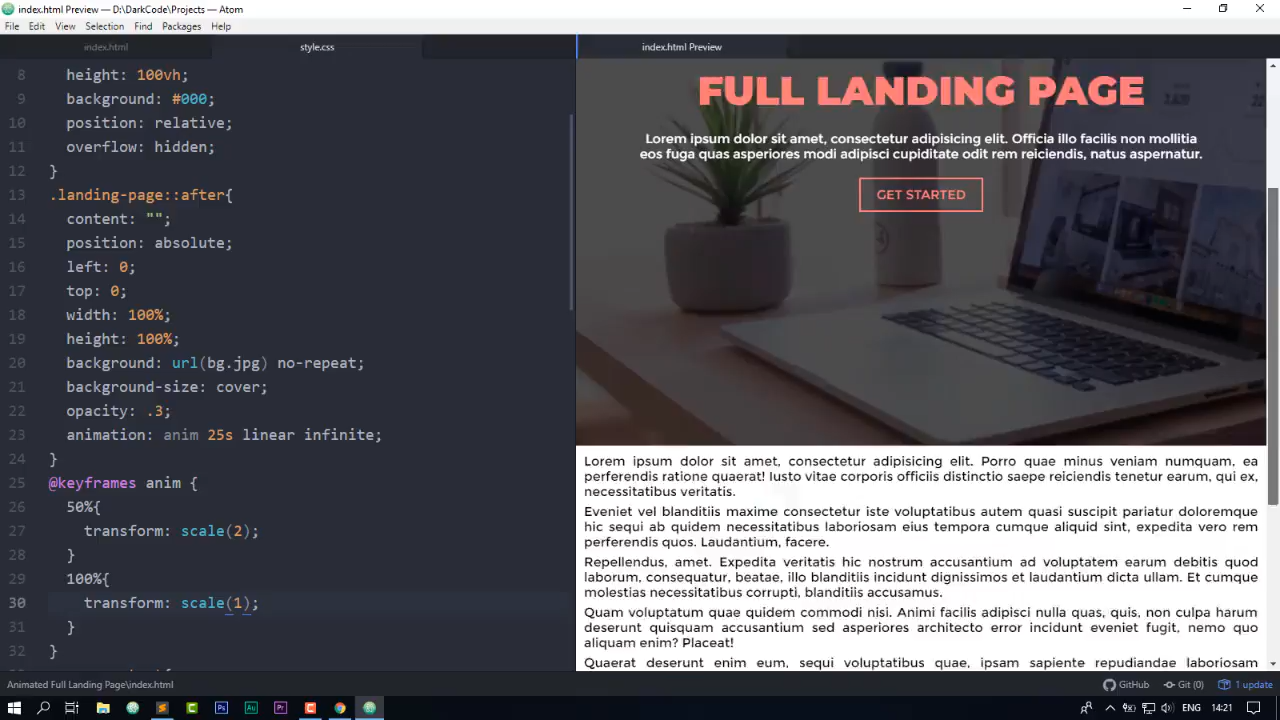 index.html Preview — D:\DarkCode\Projects — Atom
File Edit View Selection Find Packages Help
index.html
style.css
index.html Preview
8 height: 100vh;
9 background: #000;
10 position: relative;
11 overflow: hidden;
12 }
13 .landing-page::after{
14 content: "";
15 position: absolute;
16 left: 0;
17 top: 0;
18 width: 100%;
19 height: 100%;
20 background: url(bg.jpg) no-repeat;
21 background-size: cover;
22 opacity: .3;
23 animation: anim 25s linear infinite;
24 }
25 @keyframes anim {
26 50%{
27 transform: scale(2);
28 }
29 100%{
30 transform: scale(1);
31 }
32 }
FULL LANDING PAGE
Lorem ipsum dolor sit amet, consectetur adipisicing elit. Officia illo facilis non mollitia
eos fuga quas asperiores modi adipisci cupiditate odit rem reiciendis, natus aspernatur.
GET STARTED
Lorem ipsum dolor sit amet, consectetur adipisicing elit. Porro quae minus veniam numquam, ea
perferendis ratione quaerat! Iusto vitae corporis officiis distinctio saepe reiciendis tenetur earum, qui ex,
necessitatibus veritatis.
Eveniet vel blanditiis maxime consectetur iste voluptatibus autem quasi suscipit pariatur doloremque
hic sequi ab quidem necessitatibus laboriosam eius tempora cumque aliquid sint, expedita vero rem
perferendis quos. Laudantium, facere.
Repellendus, amet. Expedita veritatis hic nostrum accusantium ad voluptatem earum debitis quod
laborum, consequatur, beatae, illo blanditiis incidunt dignissimos et laudantium dicta ullam. Et cumque
molestias necessitatibus corrupti, blanditiis accusamus.
Quam voluptatum quae quidem commodi nisi. Animi facilis adipisci nulla quas, quis, non culpa harum
deserunt quisquam accusantium sed asperiores architecto error incidunt eveniet fugit, nemo quo
aliquam enim? Placeat!
Quaerat deserunt enim eum, sequi voluptatibus quae, ipsam sapiente repudiandae laboriosam
Animated Full Landing Page\index.html
GitHub Git (0) 1 update
ENG 14:21